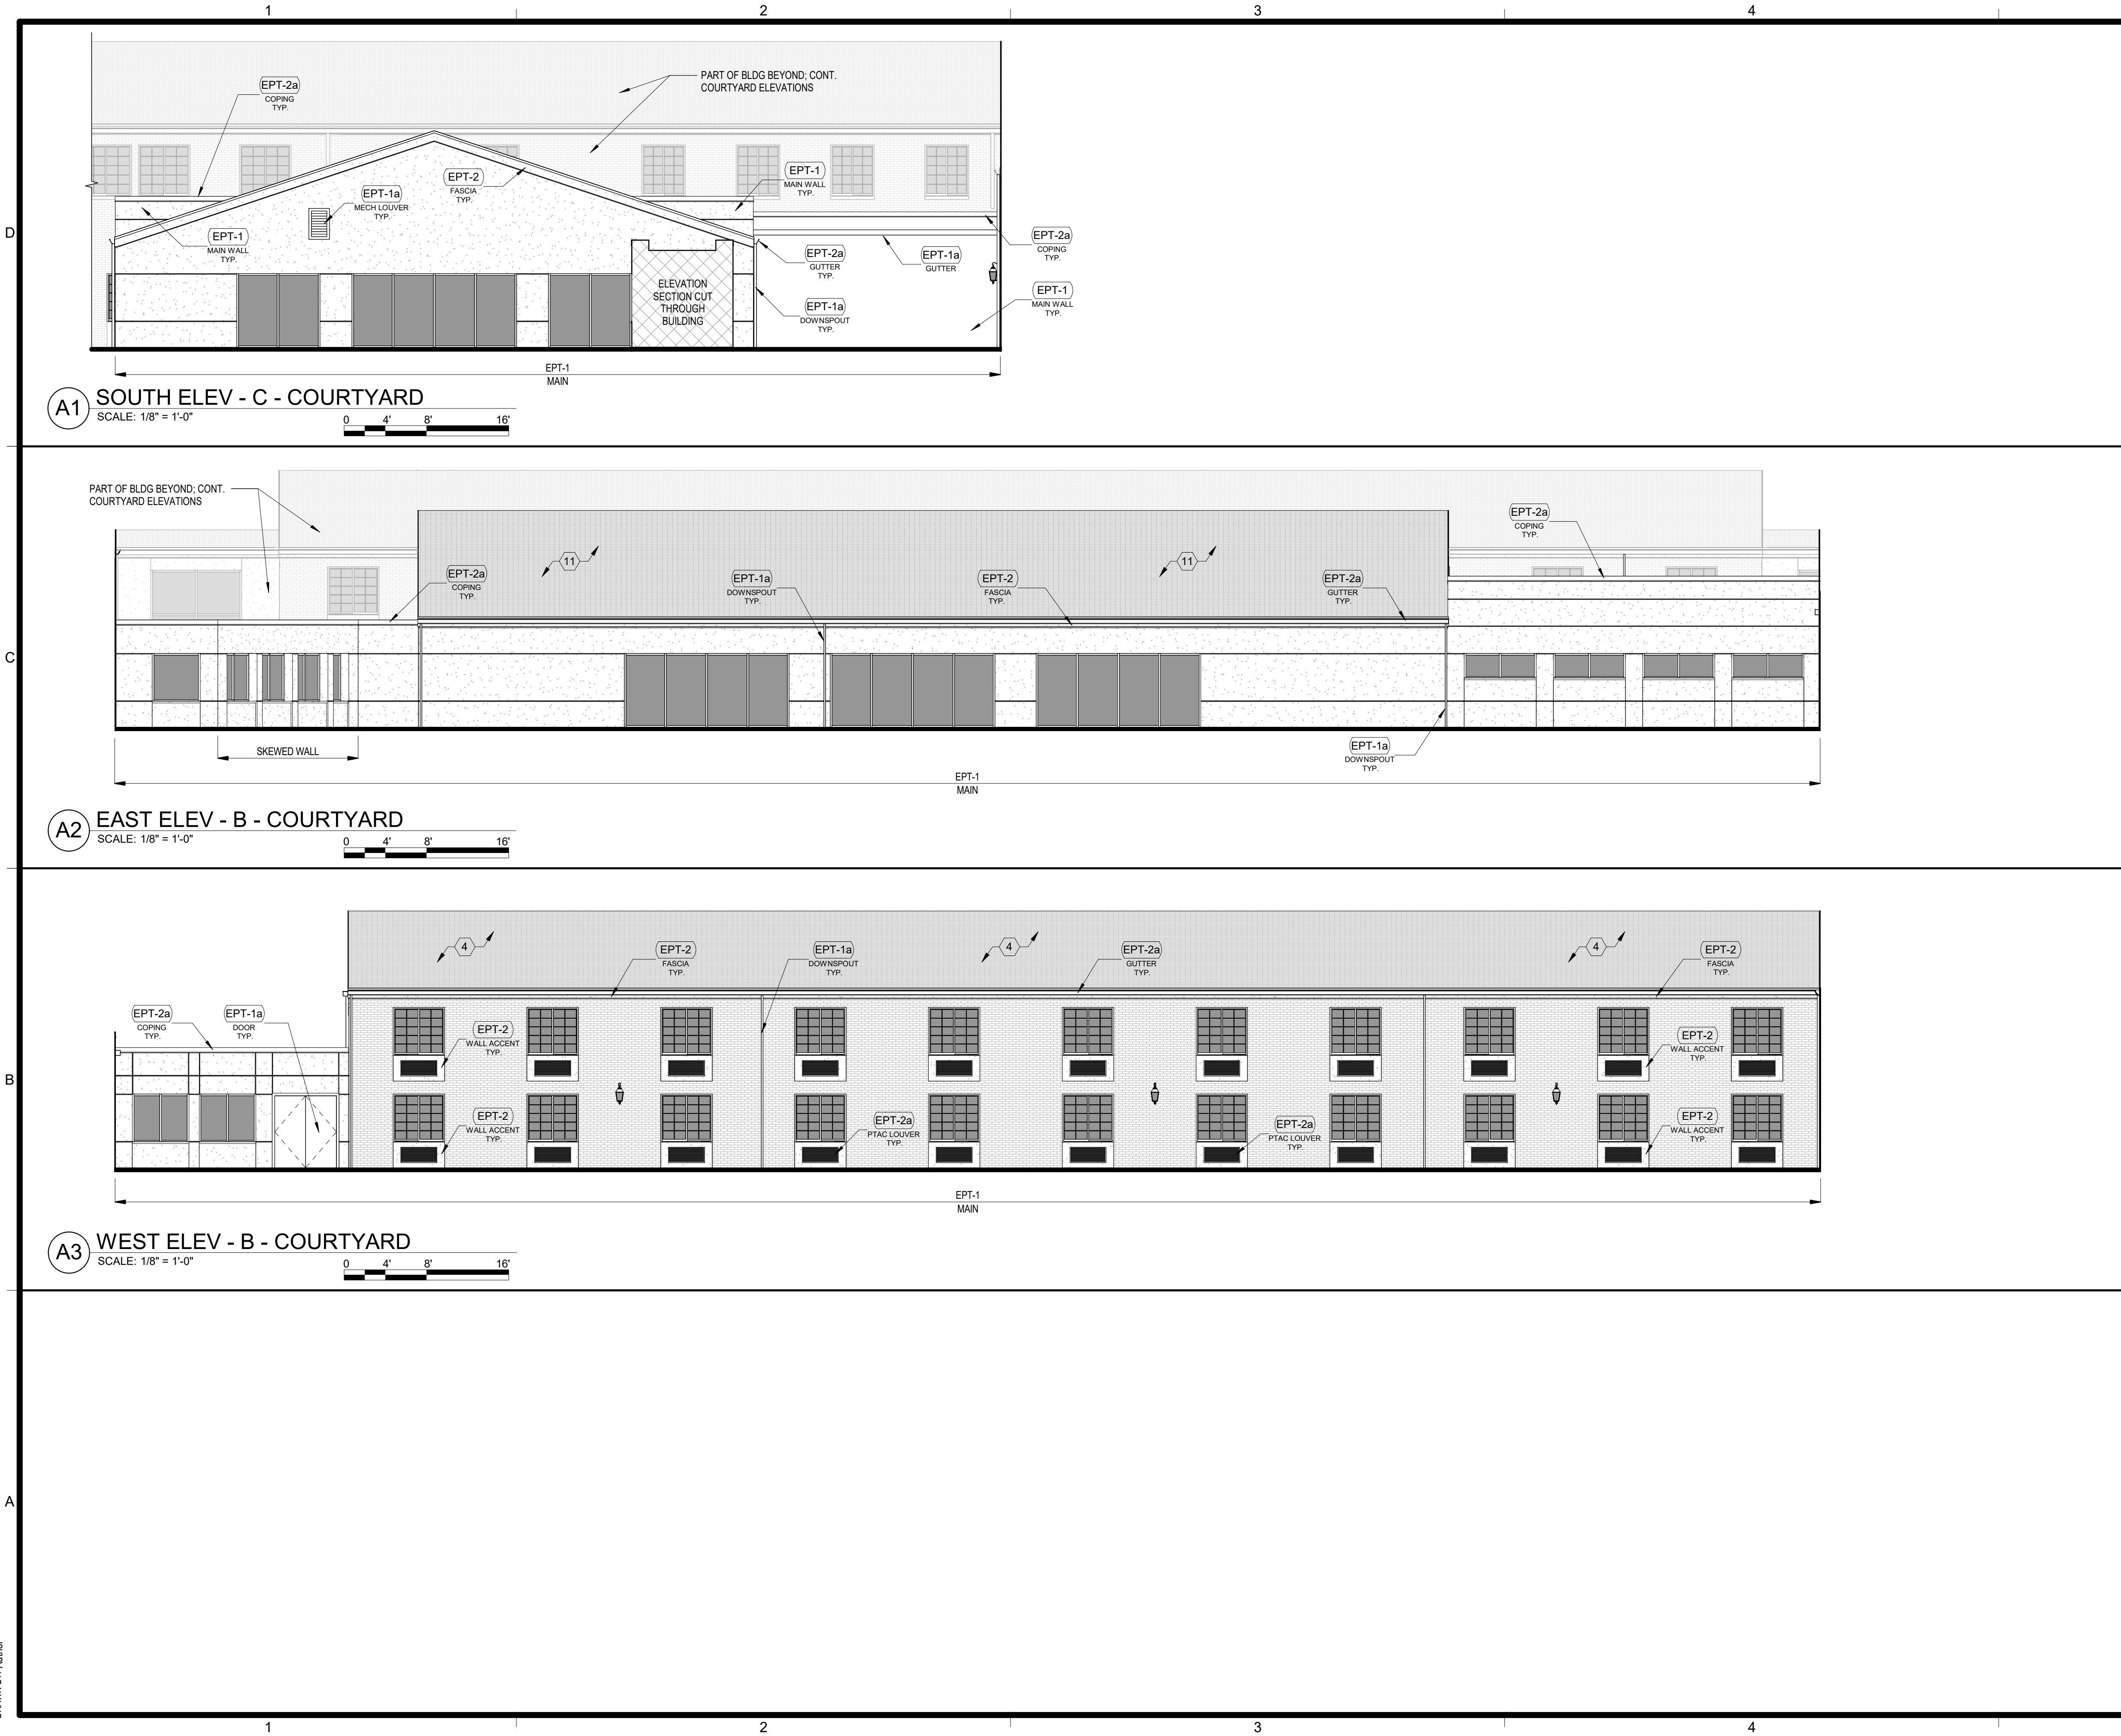 1 2 3 4
D
EPT-2a
COPING
TYP.
PART OF BLDG BEYOND; CONT.
COURTYARD ELEVATIONS
EPT-1
MAIN WALL
TYP.
EPT-2
FASCIA
TYP.
EPT-1a
MECH LOUVER
TYP.
EPT-1
MAIN WALL
TYP.
EPT-2a
COPING
TYP.
EPT-2a
GUTTER
TYP.
EPT-1a
GUTTER
ELEVATION
SECTION CUT
THROUGH
BUILDING
EPT-1a
DOWNSPOUT
TYP.
EPT-1
MAIN WALL
TYP.
EPT-1
MAIN
A1 SOUTH ELEV - C - COURTYARD
SCALE: 1/8" = 1'-0"
0 4' 8' 16'
C
PART OF BLDG BEYOND; CONT.
COURTYARD ELEVATIONS
EPT-2a
COPING
TYP.
11 11
EPT-2a
COPING
TYP.
EPT-1a
DOWNSPOUT
TYP.
EPT-2
FASCIA
TYP.
EPT-2a
GUTTER
TYP.
SKEWED WALL
EPT-1a
DOWNSPOUT
TYP.
EPT-1
MAIN
A2 EAST ELEV - B - COURTYARD
SCALE: 1/8" = 1'-0"
0 4' 8' 16'
B
4 4 4
EPT-2
FASCIA
TYP.
EPT-1a
DOWNSPOUT
TYP.
EPT-2a
GUTTER
TYP.
EPT-2
FASCIA
TYP.
EPT-2a
COPING
TYP.
EPT-1a
DOOR
TYP.
EPT-2
WALL ACCENT
TYP.
EPT-2
WALL ACCENT
TYP.
EPT-2
WALL ACCENT
TYP.
EPT-2a
PTAC LOUVER
TYP.
EPT-2a
PTAC LOUVER
TYP.
EPT-2
WALL ACCENT
TYP.
EPT-1
MAIN
A3 WEST ELEV - B - COURTYARD
SCALE: 1/8" = 1'-0"
0 4' 8' 16'
A
1 2 3 4